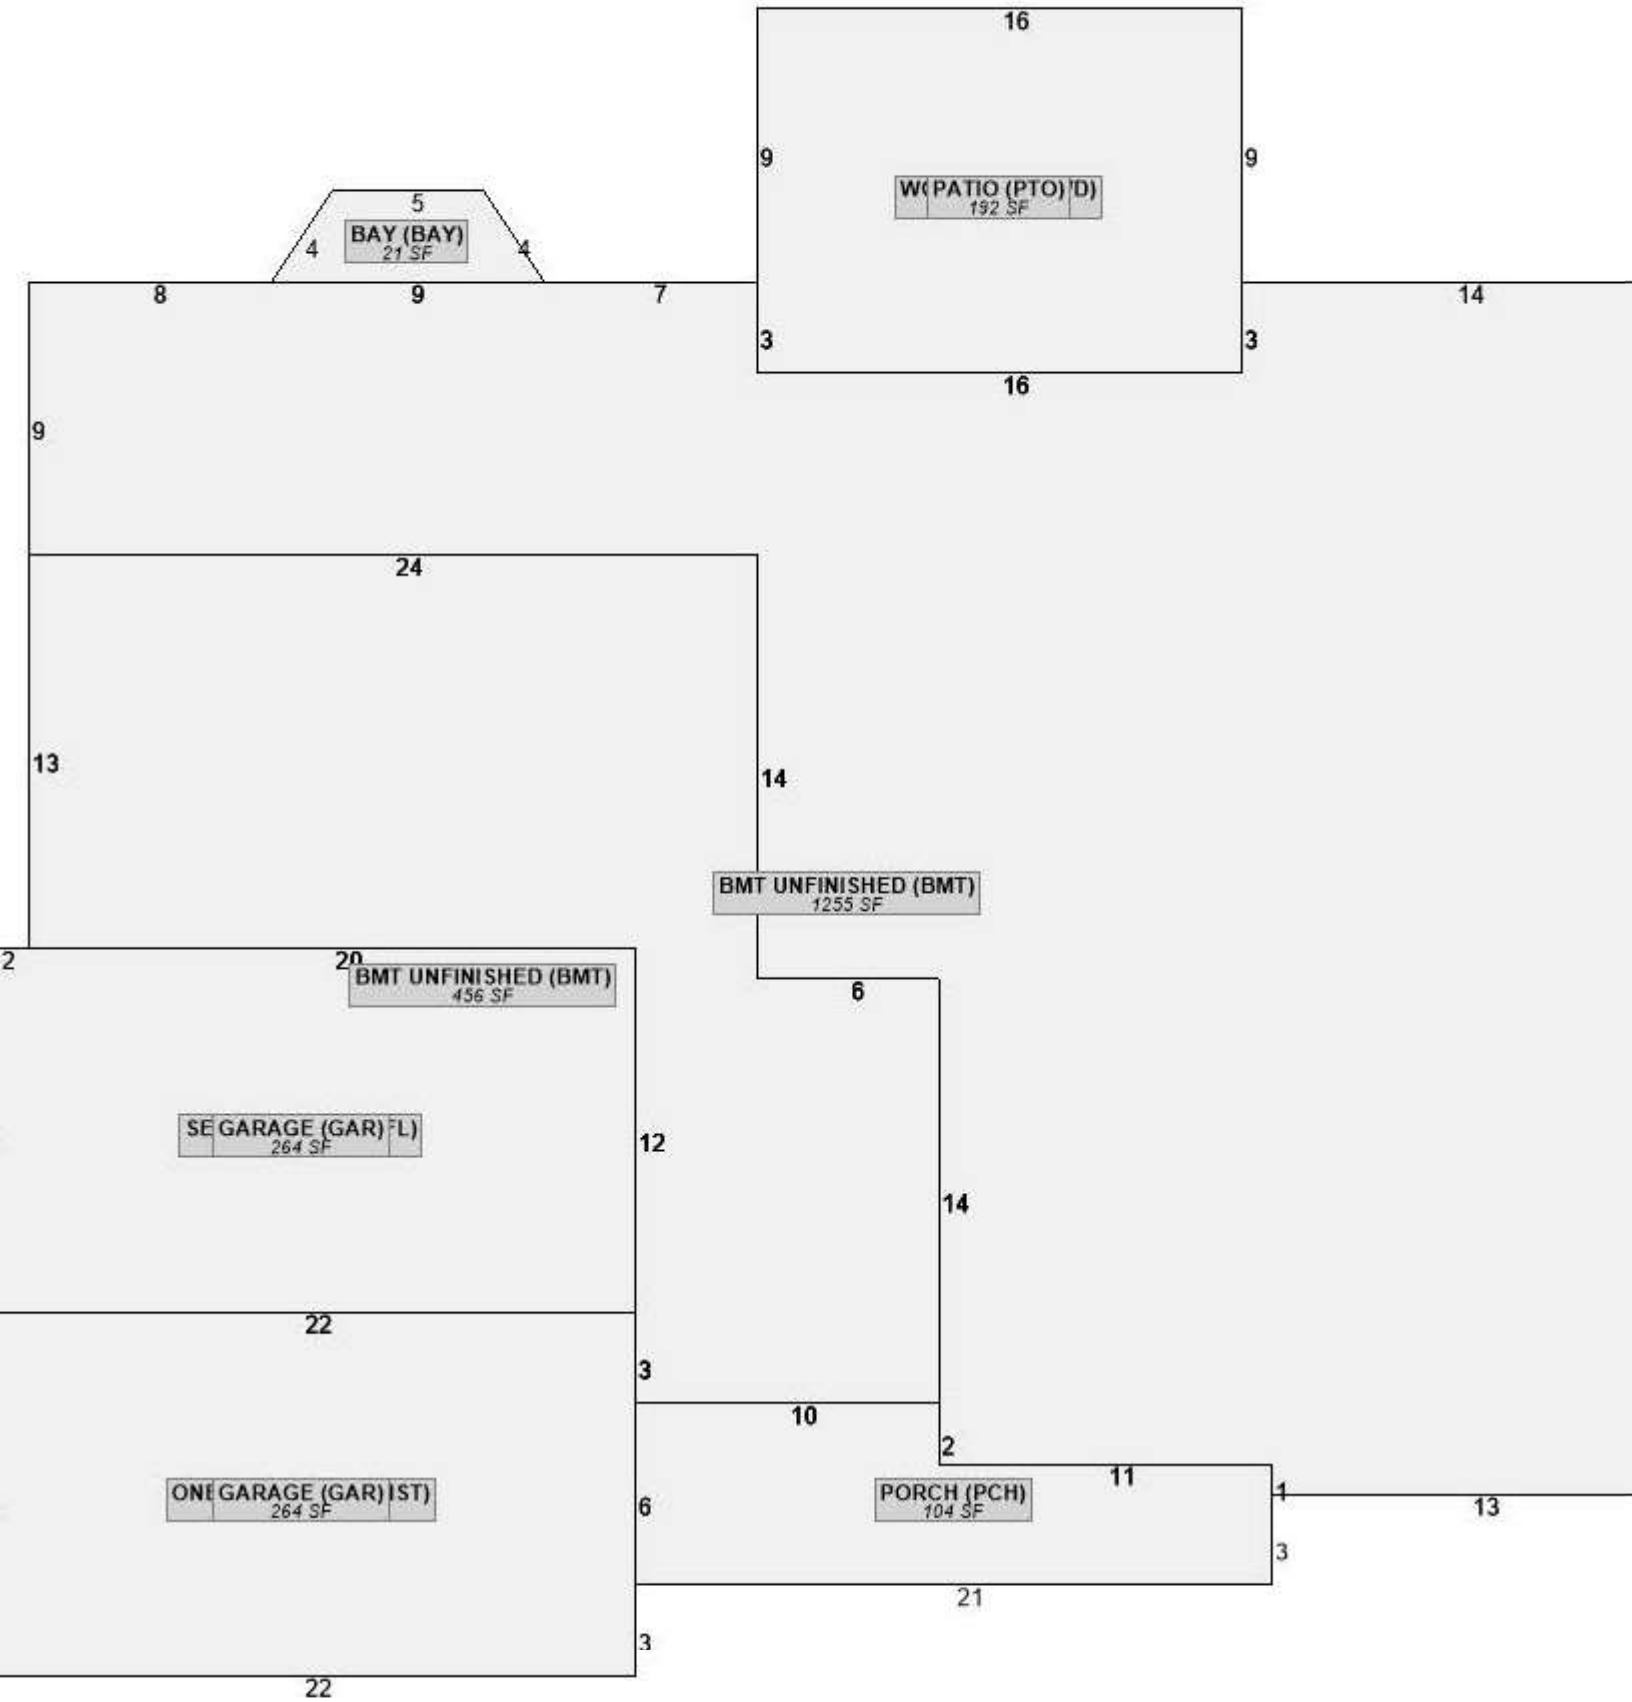 16
9
9
W( PATIO (PTO) 'D)
192 SF
5
4
4
BAY (BAY)
21 SF
8
9
7
14
3
3
16
9
24
13
14
BMT UNFINISHED (BMT)
1255 SF
2
20
BMT UNFINISHED (BMT)
456 SF
6
SE GARAGE (GAR) FL)
264 SF
12
14
22
3
10
2
11
ONE GARAGE (GAR) IST)
264 SF
6
PORCH (PCH)
104 SF
1
13
3
21
3
22